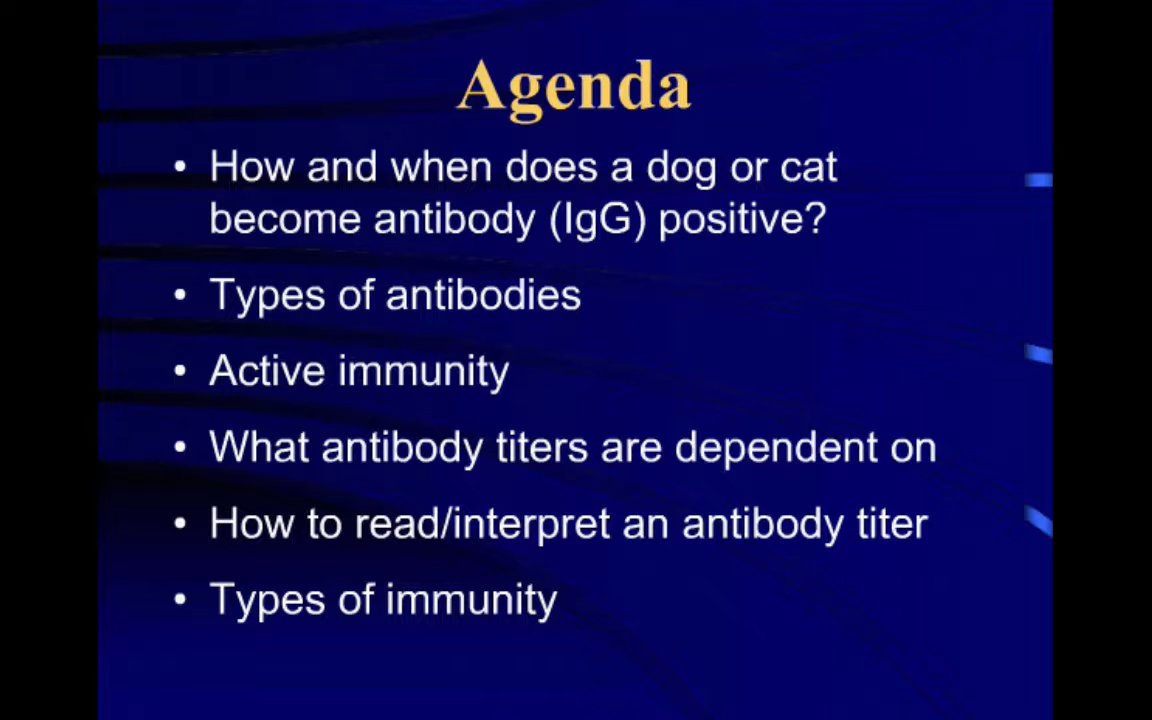 Agenda
• How and when does a dog or cat
become antibody (IgG) positive?
• Types of antibodies
• Active immunity
• What antibody titers are dependent on
• How to read/interpret an antibody titer
• Types of immunity